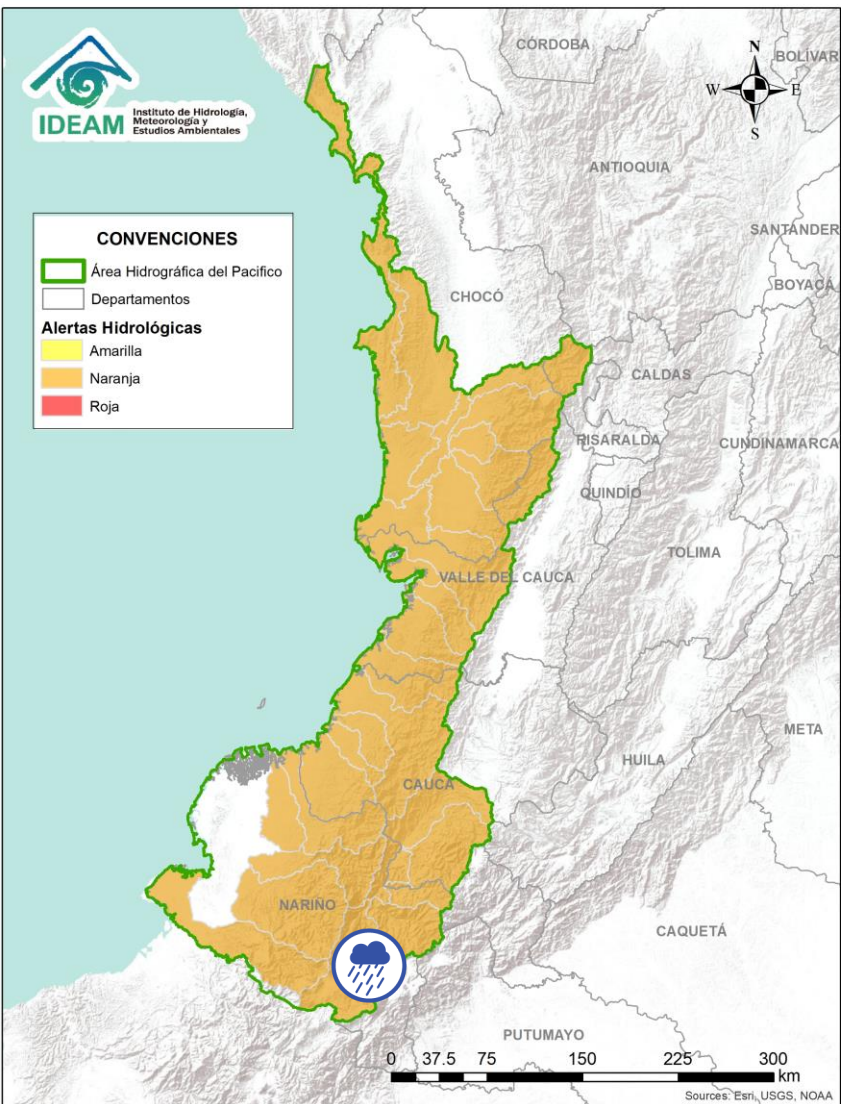 IDEAM
Instituto de Hidrología,
Meteorología y
Estudios Ambientales
CÓRDOBA
BOLÍVAR
N
W E
S
ANTIOQUIA
SANTANDER
BOYACÁ
CONVENCIONES
Área Hidrográfica del Pacifico
Departamentos
Alertas Hidrológicas
Amarilla
Naranja
Roja
CHOCÓ
CALDAS
RISARALDA
CUNDINAMARCA
QUINDÍO
TOLIMA
VALLE DEL CAUCA
META
HUILA
CAUCA
NARIÑO
CAQUETÁ
PUTUMAYO
0 37.5 75 150 225 300
km
Sources: Esri, USGS, NOAA